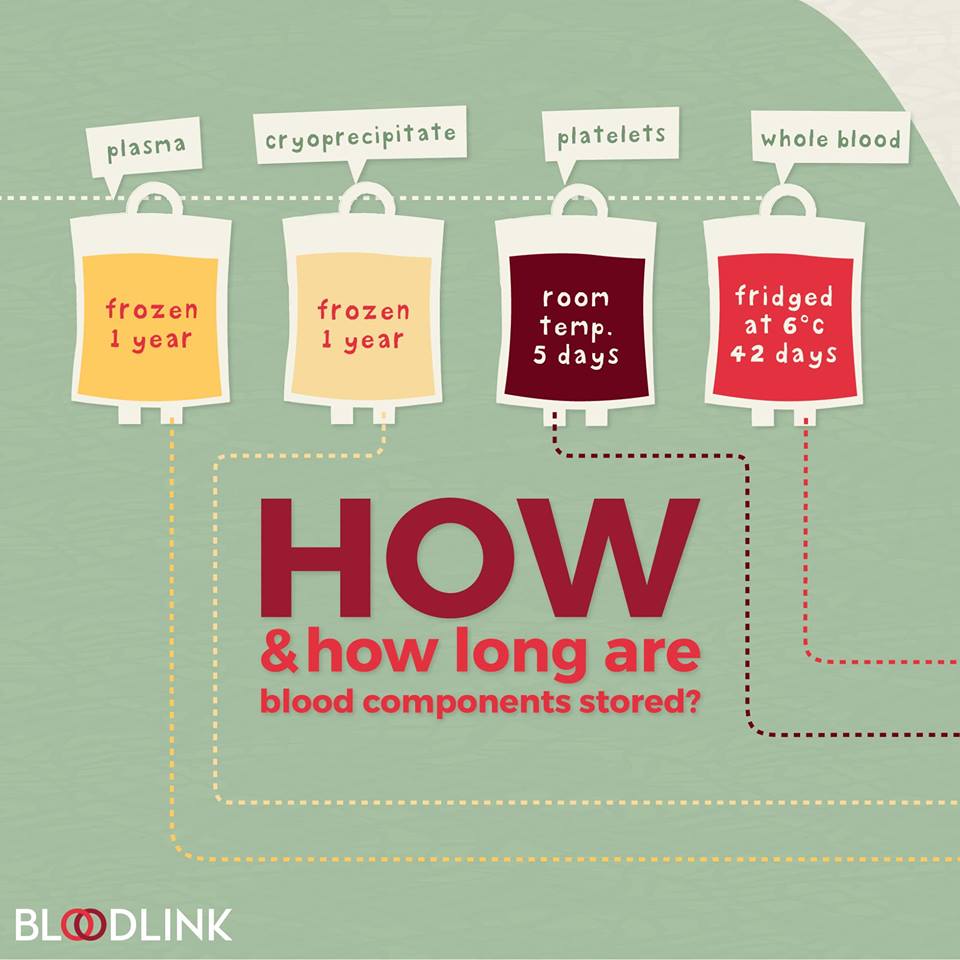 plasma
cryoprecipitate
platelets
whole blood
frozen
1 year
frozen
1 year
room
temp.
5 days
fridged
at 6°c
42 days
HOW
& how long are
blood components stored?
BLOODLINK